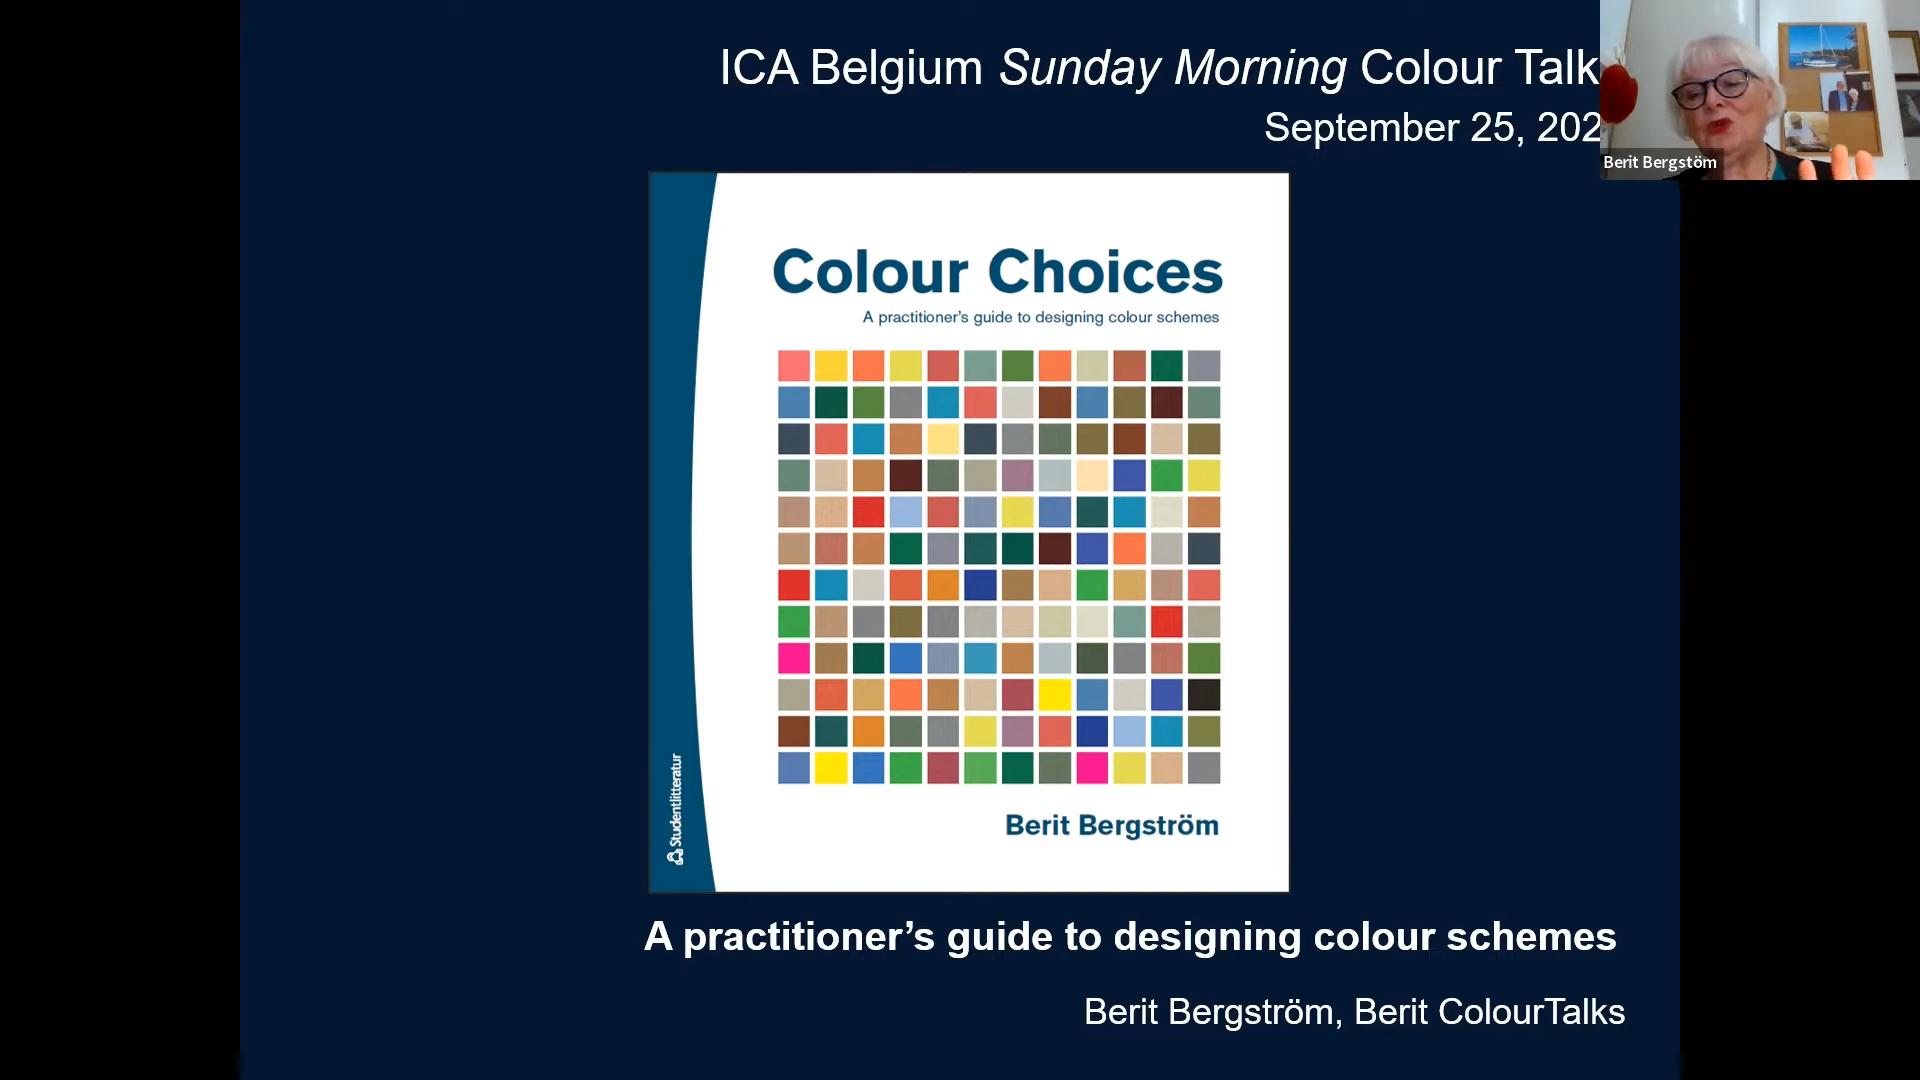 ICA Belgium Sunday Morning Colour Talk
September 25, 202
Berit Bergstöm
Colour Choices
A practitioner's guide to designing colour schemes
Studentlitteratur
Berit Bergström
A practitioner’s guide to designing colour schemes
Berit Bergström, Berit ColourTalks